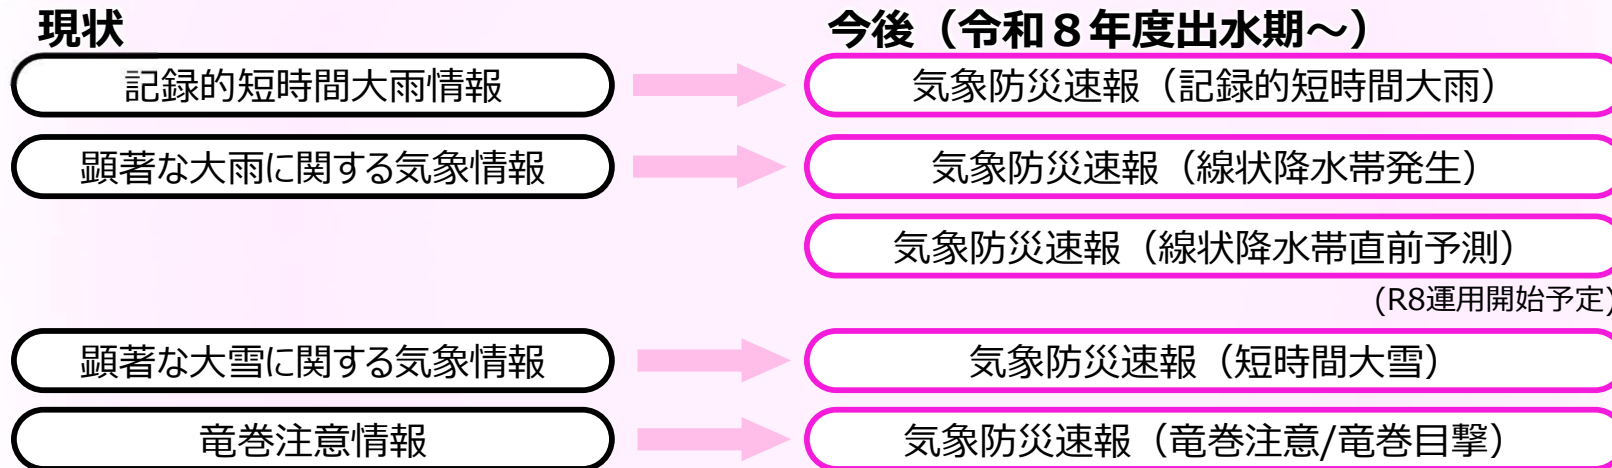 現状
今後（令和８年度出水期～）
記録的短時間大雨情報
気象防災速報（記録的短時間大雨）
顕著な大雨に関する気象情報
気象防災速報（線状降水帯発生）
気象防災速報（線状降水帯直前予測）
(R8運用開始予定)
顕著な大雪に関する気象情報
気象防災速報（短時間大雪）
竜巻注意情報
気象防災速報（竜巻注意/竜巻目撃）